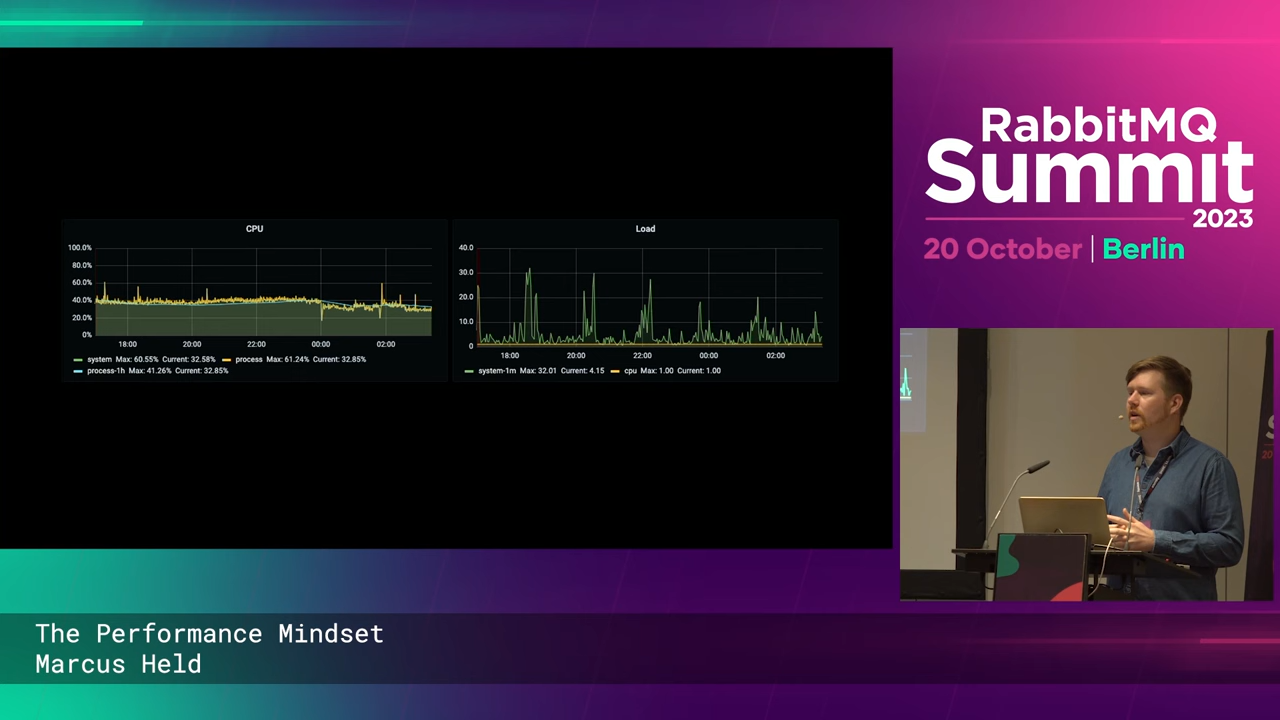 RabbitMQ
Summit
2023
20 October | Berlin
CPU
100.0%
80.0%
60.0%
40.0%
20.0%
0%
18:00 20:00 22:00 00:00 02:00
system Max: 60.55% Current: 32.58% process Max: 61.24% Current: 32.85%
process-1h Max: 41.26% Current: 32.85%
Load
40.0
30.0
20.0
10.0
0
18:00 20:00 22:00 00:00 02:00
system-1m Max: 32.01 Current: 4.15 cpu Max: 1.00 Current: 1.00
The Performance Mindset
Marcus Held